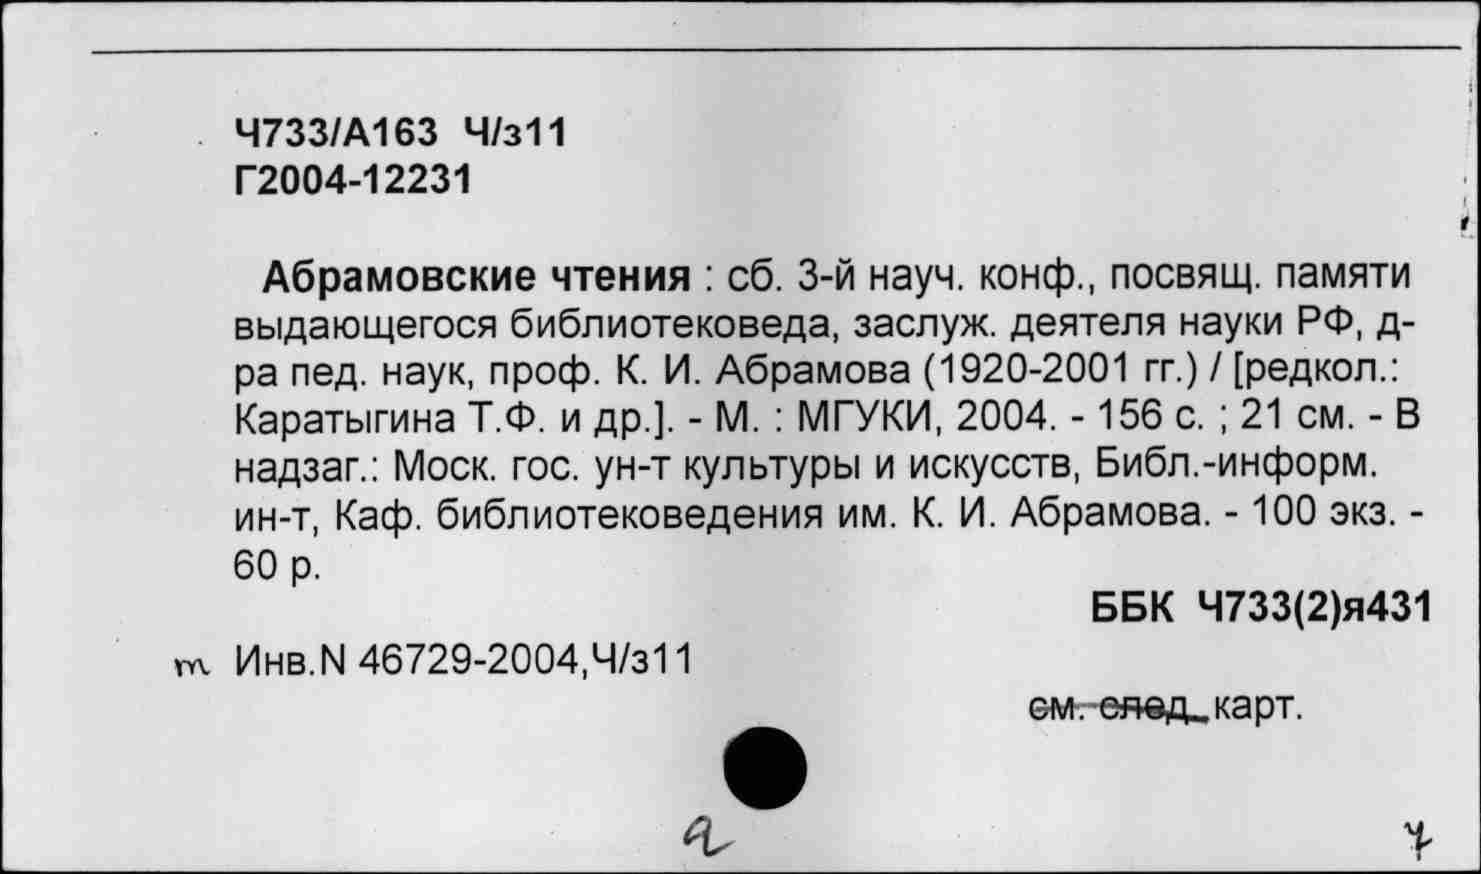 Ч733/А163 Ч/з11
Г2004-12231
Абрамовские чтения : сб. 3-й науч. конф., посвящ. памяти
выдающегося библиотековеда, заслуж. деятеля науки РФ, д-
ра пед. наук, проф. К. И. Абрамова (1920-2001 гг.) / [редкол.:
Каратыгина Т.Ф. и др.]. - М. : МГУКИ, 2004. - 156 с. ; 21 см. - В
надзаг.: Моск. гос. ун-т культуры и искусств, Библ.-информ.
ин-т, Каф. библиотековедения им. К. И. Абрамова. - 100 экз. -
60 р.
ББК Ч733(2)я431
т Инв.N 46729-2004,Ч/з11
см. след. карт.